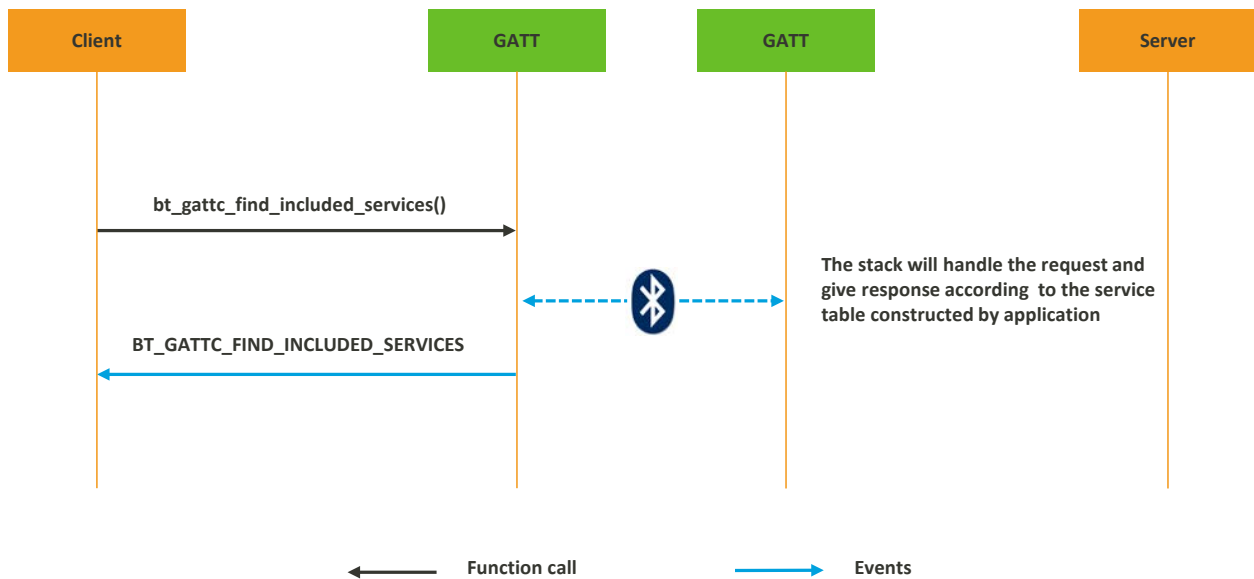 Client
GATT
GATT
Server
bt_gattc_find_included_services()
The stack will handle the request and
give response according to the service
table constructed by application
BT_GATTC_FIND_INCLUDED_SERVICES
Function call
Events